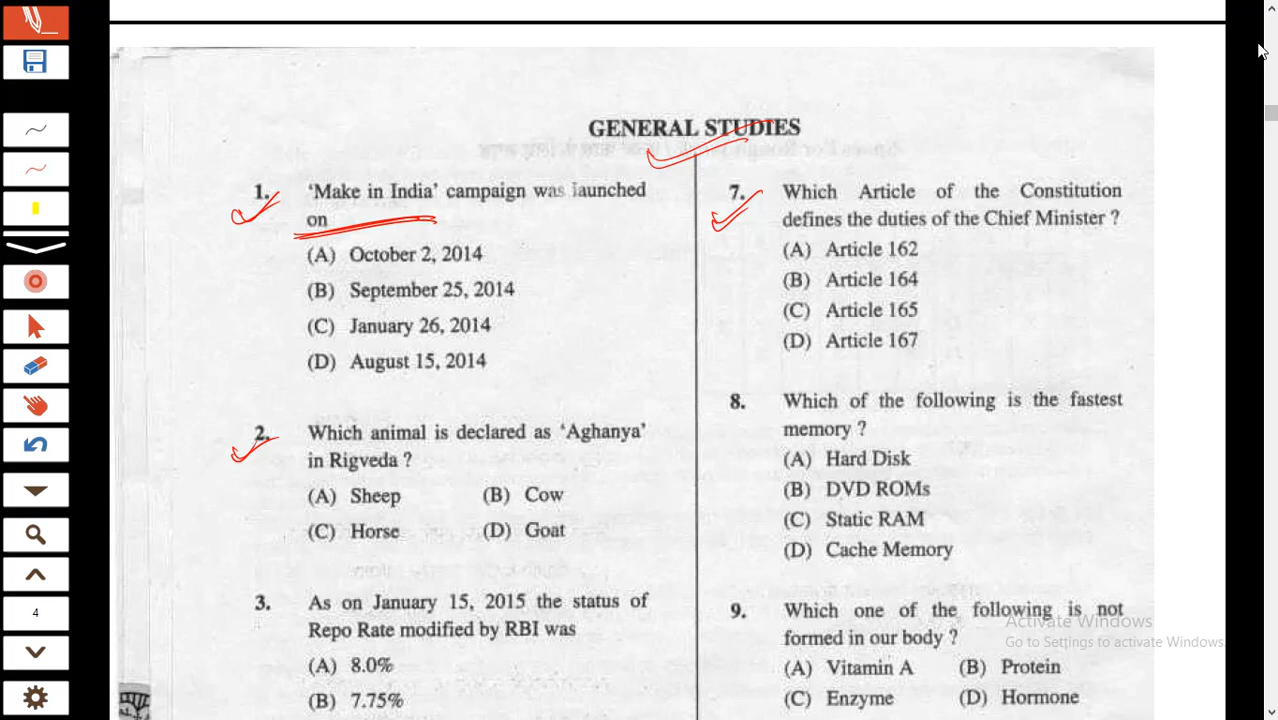 GENERAL STUDIES
1. 'Make in India' campaign was launched
on
(A) October 2, 2014
(B) September 25, 2014
(C) January 26, 2014
(D) August 15, 2014
2. Which animal is declared as 'Aghanya'
in Rigveda ?
(A) Sheep (B) Cow
(C) Horse (D) Goat
3. As on January 15, 2015 the status of
Repo Rate modified by RBI was
(A) 8.0%
(B) 7.75%
7. Which Article of the Constitution
defines the duties of the Chief Minister ?
(A) Article 162
(B) Article 164
(C) Article 165
(D) Article 167
8. Which of the following is the fastest
memory ?
(A) Hard Disk
(B) DVD ROMs
(C) Static RAM
(D) Cache Memory
9. Which one of the following is not
formed in our body ?
(A) Vitamin A (B) Protein
(C) Enzyme (D) Hormone
Activate Windows
Go to Settings to activate Windows.
4